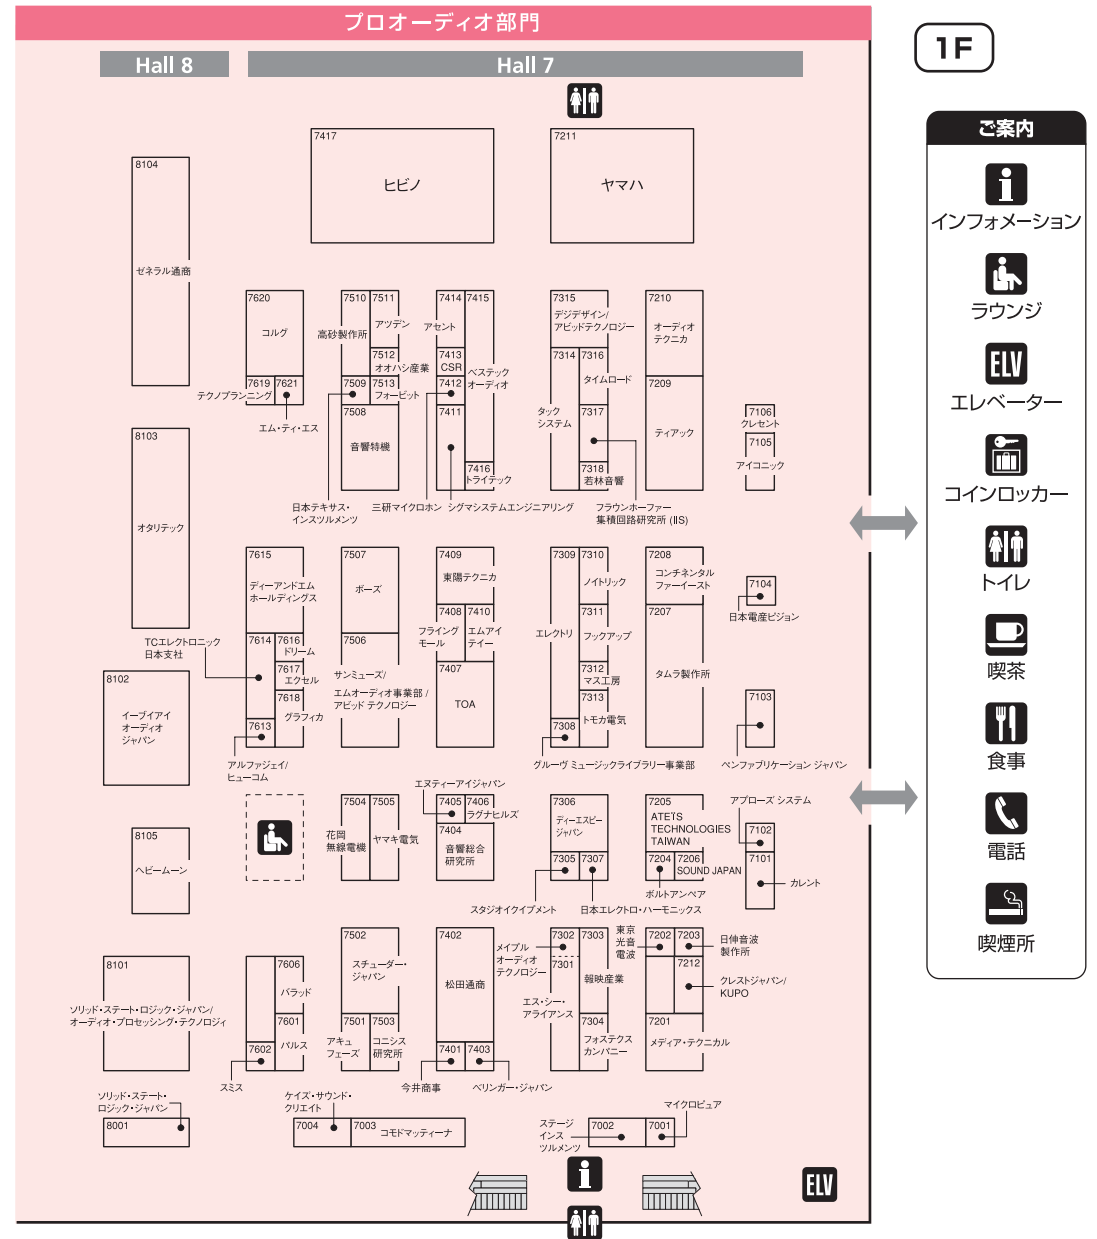 プロオーディオ部門
Hall 8
Hall 7
1F
ご案内
インフォメーション
ラウンジ
ELV
エレベーター
コインロッカー
トイレ
喫茶
食事
電話
喫煙所
7417
ヒビノ
7211
ヤマハ
8104
ゼネラル通商
7620
コルグ
7619
テクノプランニング
7621
エム・ティ・エス
7510
高砂製作所
7511
アツデン
7512
オオハシ産業
7509
7513
フォービット
7508
音響特機
日本テキサス・
インスツルメンツ
7414
アセント
7415
ベステック
オーディオ
7413
CSR
7412
7411
7416
トライテック
三研マイクロホン
シグマシステムエンジニアリング
7315
デジデザイン/
アビッドテクノロジー
7314
タック
システム
7316
タイムロード
7317
7318
若林音響
フラウンホーファー
集積回路研究所 (IIS)
7210
オーディオ
テクニカ
7209
ティアック
7106
クレセント
7105
アイコニック
8103
オタリテック
7615
ディーアンドエム
ホールディングス
TCエレクトロニック
日本支社
7614
7616
ドリーム
7617
エクセル
7618
グラフィカ
7613
アルファジェイ/
ヒューコム
7507
ボーズ
7506
サンミューズ/
エムオーディオ事業部 /
アビッド テクノロジー
7409
東陽テクニカ
7408
フライング
モール
7410
エムアイ
テイー
7407
TOA
7309
エレクトリ
7310
ノイトリック
7311
フックアップ
7312
マス工房
7313
トモカ電気
7308
グルーヴ ミュージックライブラリー事業部
7208
コンチネンタル
ファーイースト
7207
タムラ製作所
7104
日本電産ピジョン
7103
ペンファブリケーション ジャパン
8102
イーブイアイ
オーディオ
ジャパン
8105
ヘビームーン
7504
花岡
無線電機
7505
ヤマキ電気
エヌティーアイジャパン
7405
7406
ラグナヒルズ
7404
音響総合
研究所
7306
ディーエスピー
ジャパン
7305
7307
スタジオイクイプメント
日本エレクトロ・ハーモニックス
7205
ATEÏS
TECHNOLOGIES
TAIWAN
7204
7206
SOUND JAPAN
ボルトアンペア
アプローズ システム
7102
7101
カレント
8101
ソリッド・ステート・ロジック・ジャパン/
オーディオ・プロセッシング・テクノロジィ
7606
バラッド
7601
パルス
7602
スミス
7502
スチューダー・
ジャパン
7501
アキュ
フェーズ
7503
コニシス
研究所
7402
松田通商
7401
7403
今井商事
ベリンガー・ジャパン
7302
メイプル
オーディオ
テクノロジー
7301
エス・シー・
アライアンス
7303
報映産業
7304
フォステクス
カンパニー
東京
光音
電波
7202
7203
日伸音波
製作所
7212
クレストジャパン/
KUPO
7201
メディア・テクニカル
ソリッド・ステート・
ロジック・ジャパン
8001
ケイズ・サウンド・
クリエイト
7004
7003
コモドマッティーナ
ステージ
インス
ツルメンツ
7002
7001
マイクロピュア
ELV